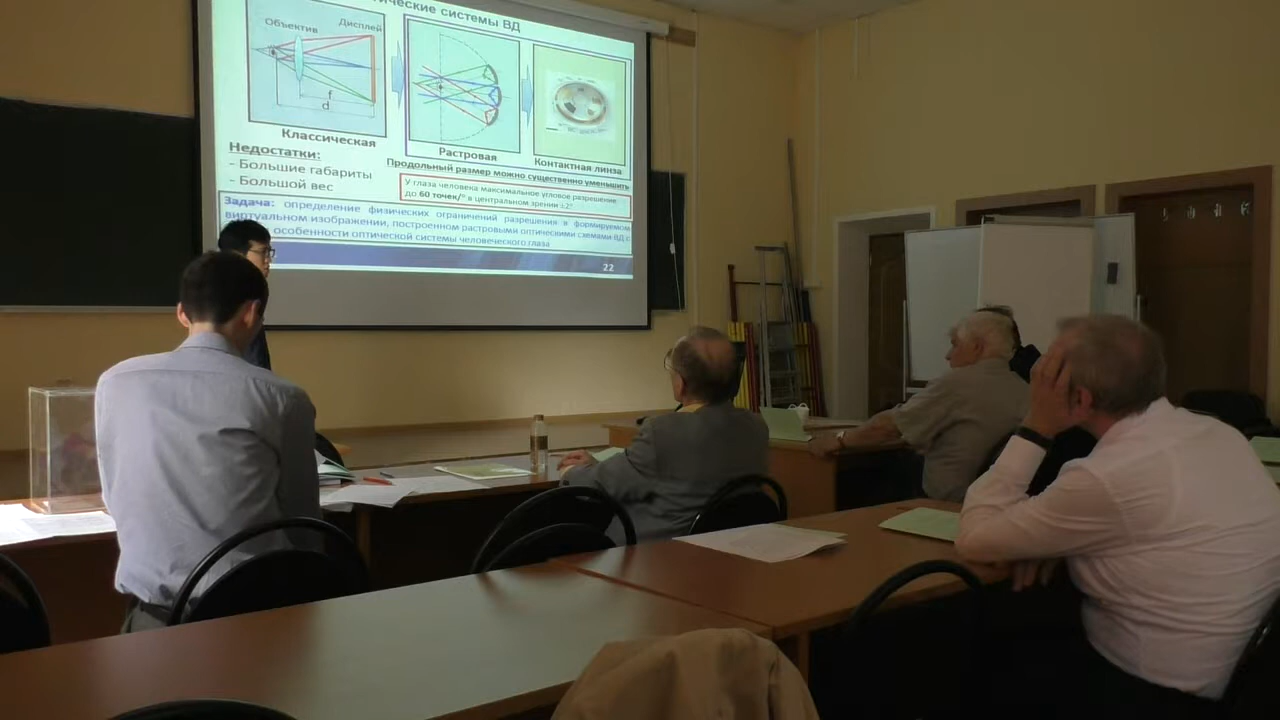 системы ВД
Объектив
Дисплей
f
d
Классическая
Растровая
Контактная линза
Недостатки:
- Большие габариты
- Большой вес
Продольный размер можно существенно уменьшить
У глаза человека максимальное угловое разрешение
до 60 точек/° в центральном зрении ±2°
Задача: определение физических ограничений разрешения в формируемом
виртуальном изображении, построенном растровыми оптическими схемами ВД с
особенности оптической системы человеческого глаза
22